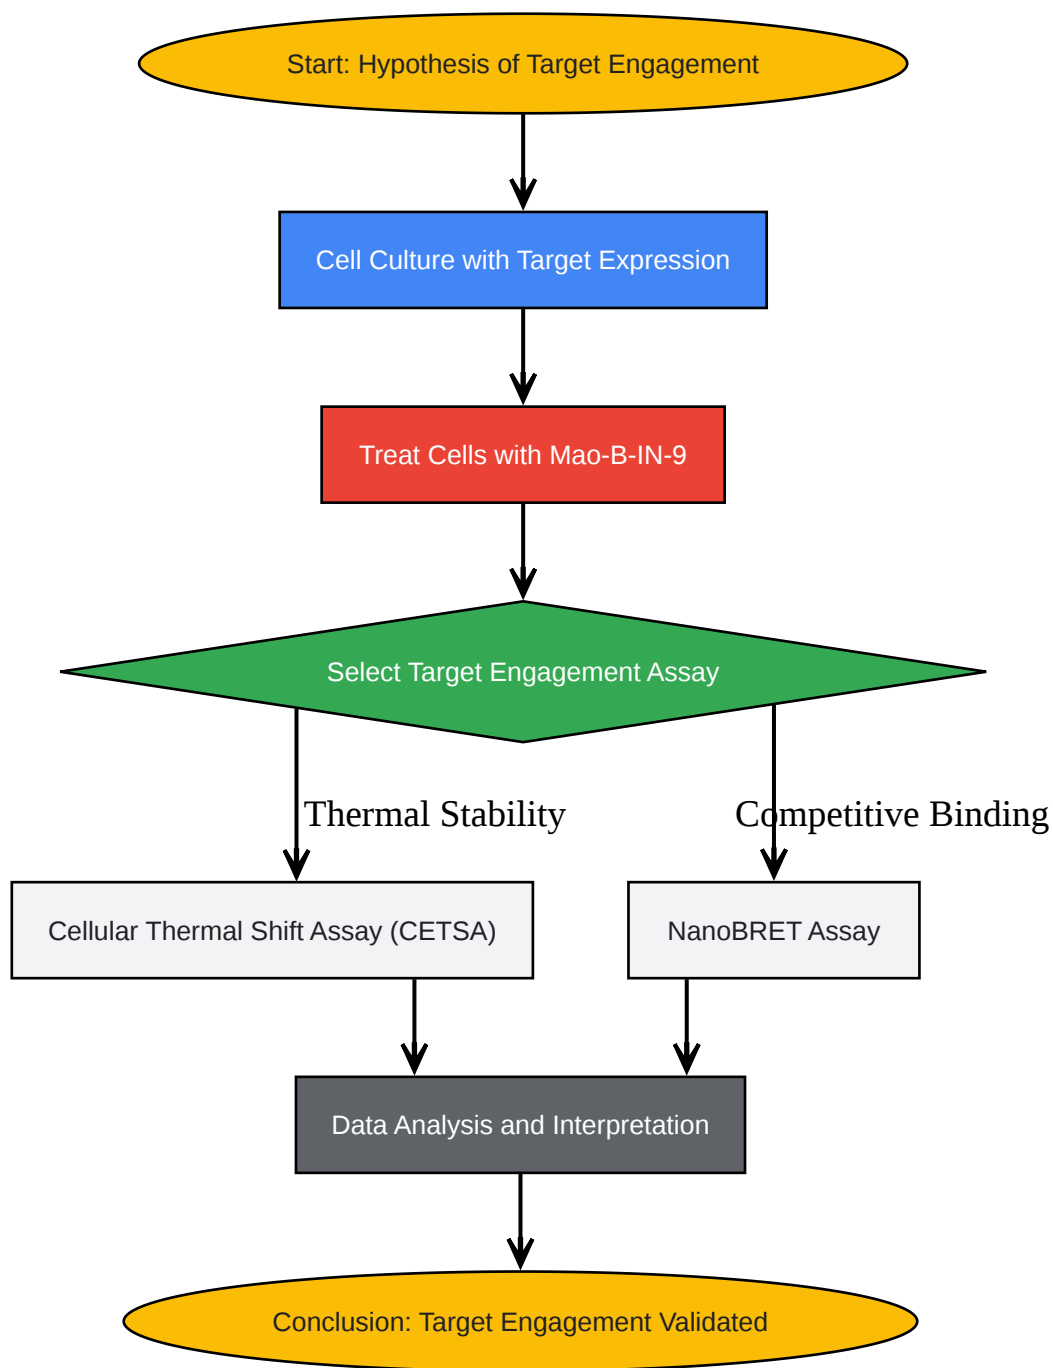 Start: Hypothesis of Target Engagement
Cell Culture with Target Expression
Treat Cells with Mao-B-IN-9
Select Target Engagement Assay
Thermal Stability
Competitive Binding
Cellular Thermal Shift Assay (CETSA)
NanoBRET Assay
Data Analysis and Interpretation
Conclusion: Target Engagement Validated